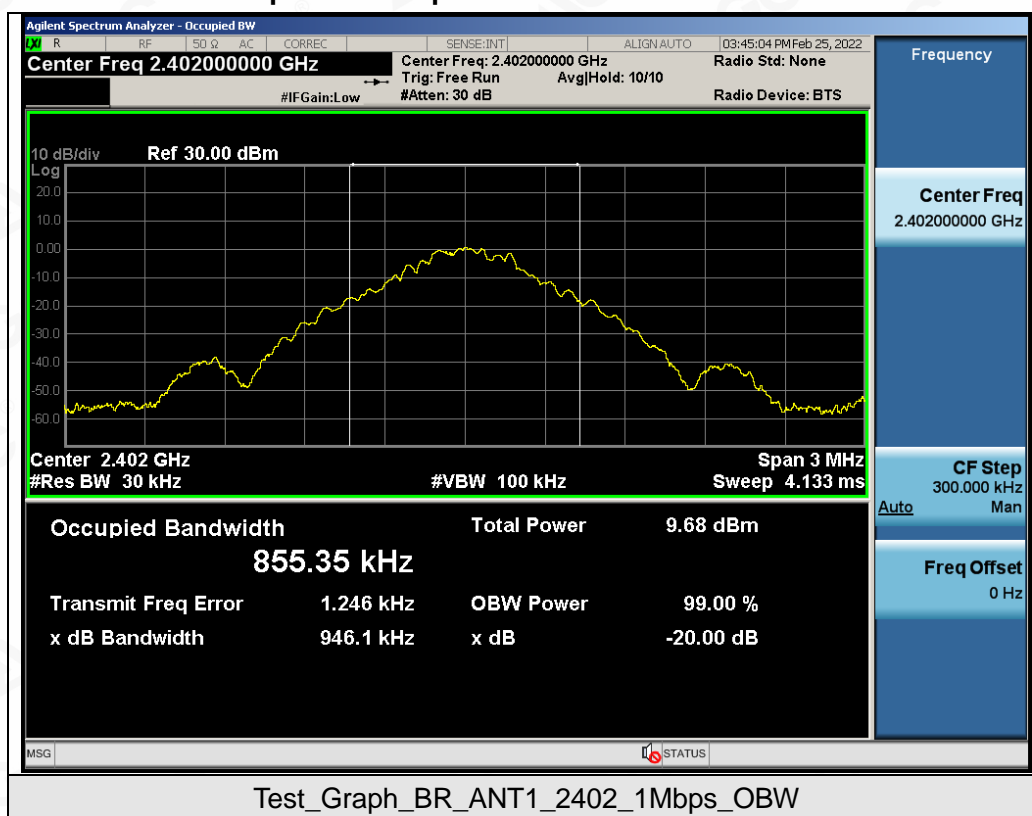 Agilent Spectrum Analyzer - Occupied BW
LXI R RF 50 Ω AC CORREC SENSE:INT ALIGN AUTO 03:45:04 PM Feb 25, 2022
Center Freq 2.402000000 GHz
Center Freq: 2.402000000 GHz
Radio Std: None
Trig: Free Run Avg|Hold: 10/10
#IFGain:Low #Atten: 30 dB
Radio Device: BTS
10 dB/div Ref 30.00 dBm
Log
20.0
10.0
0.00
-10.0
-20.0
-30.0
-40.0
-50.0
-60.0
Center 2.402 GHz Span 3 MHz
#Res BW 30 kHz #VBW 100 kHz Sweep 4.133 ms
Occupied Bandwidth Total Power 9.68 dBm
855.35 kHz
Transmit Freq Error 1.246 kHz OBW Power 99.00 %
x dB Bandwidth 946.1 kHz x dB -20.00 dB
MSG STATUS
Frequency
Center Freq
2.402000000 GHz
CF Step
300.000 kHz
Auto Man
Freq Offset
0 Hz
Test_Graph_BR_ANT1_2402_1Mbps_OBW